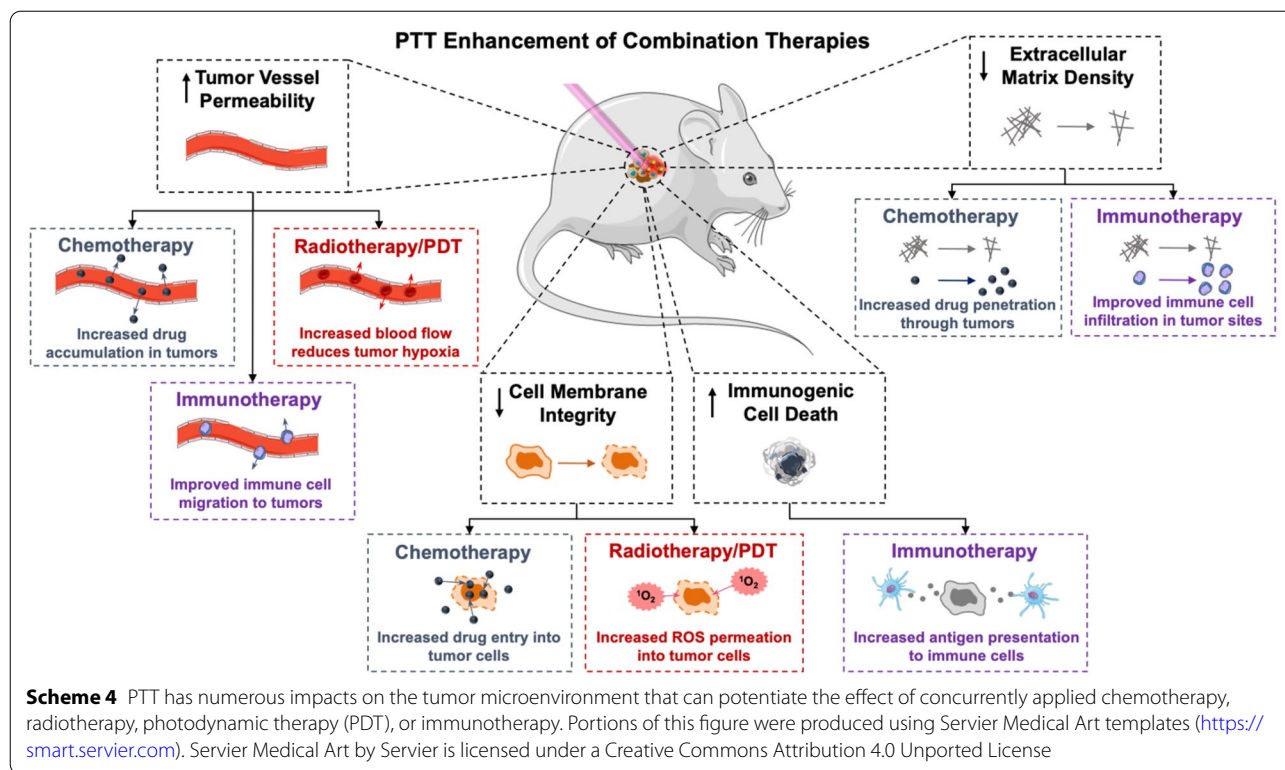 PTT Enhancement of Combination Therapies
Tumor Vessel
Permeability
Chemotherapy
Increased drug
accumulation in tumors
Radiotherapy/PDT
Increased blood flow
reduces tumor hypoxia
Immunotherapy
Improved immune cell
migration to tumors
Extracellular
Matrix Density
Chemotherapy
Increased drug penetration
through tumors
Immunotherapy
Improved immune cell
infiltration in tumor sites
Cell Membrane
Integrity
Chemotherapy
Increased drug entry into
tumor cells
Radiotherapy/PDT
¹O₂
¹O₂
Increased ROS permeation
into tumor cells
Immunogenic
Cell Death
Immunotherapy
Increased antigen presentation
to immune cells
Scheme 4 PTT has numerous impacts on the tumor microenvironment that can potentiate the effect of concurrently applied chemotherapy,
radiotherapy, photodynamic therapy (PDT), or immunotherapy. Portions of this figure were produced using Servier Medical Art templates (https://
smart.servier.com). Servier Medical Art by Servier is licensed under a Creative Commons Attribution 4.0 Unported License